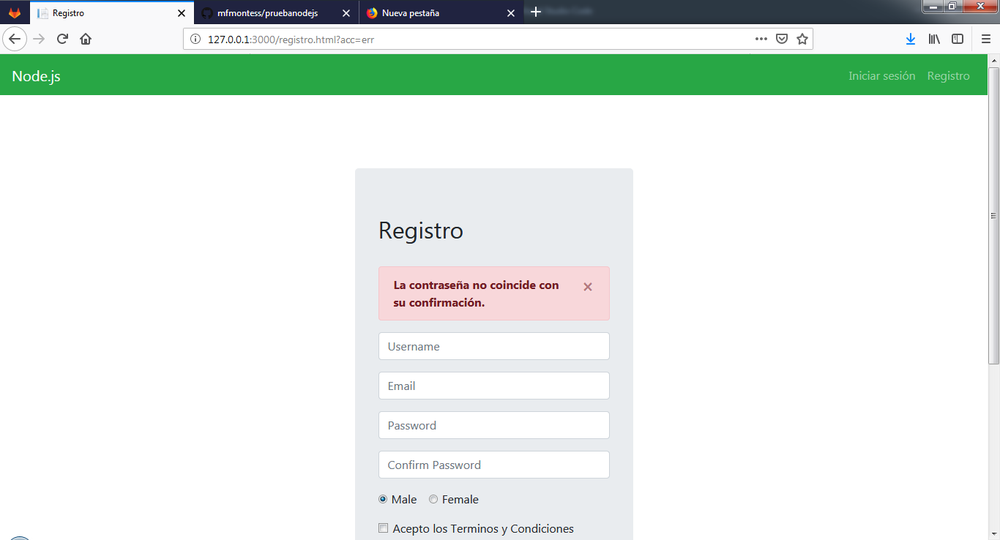 Registro
mfmontess/pruebanodejs
Nueva pestaña
127.0.0.1:3000/registro.html?acc=err
Node.js
Iniciar sesión
Registro
Registro
La contraseña no coincide con
su confirmación.
Username
Email
Password
Confirm Password
Male
Female
Acepto los Terminos y Condiciones